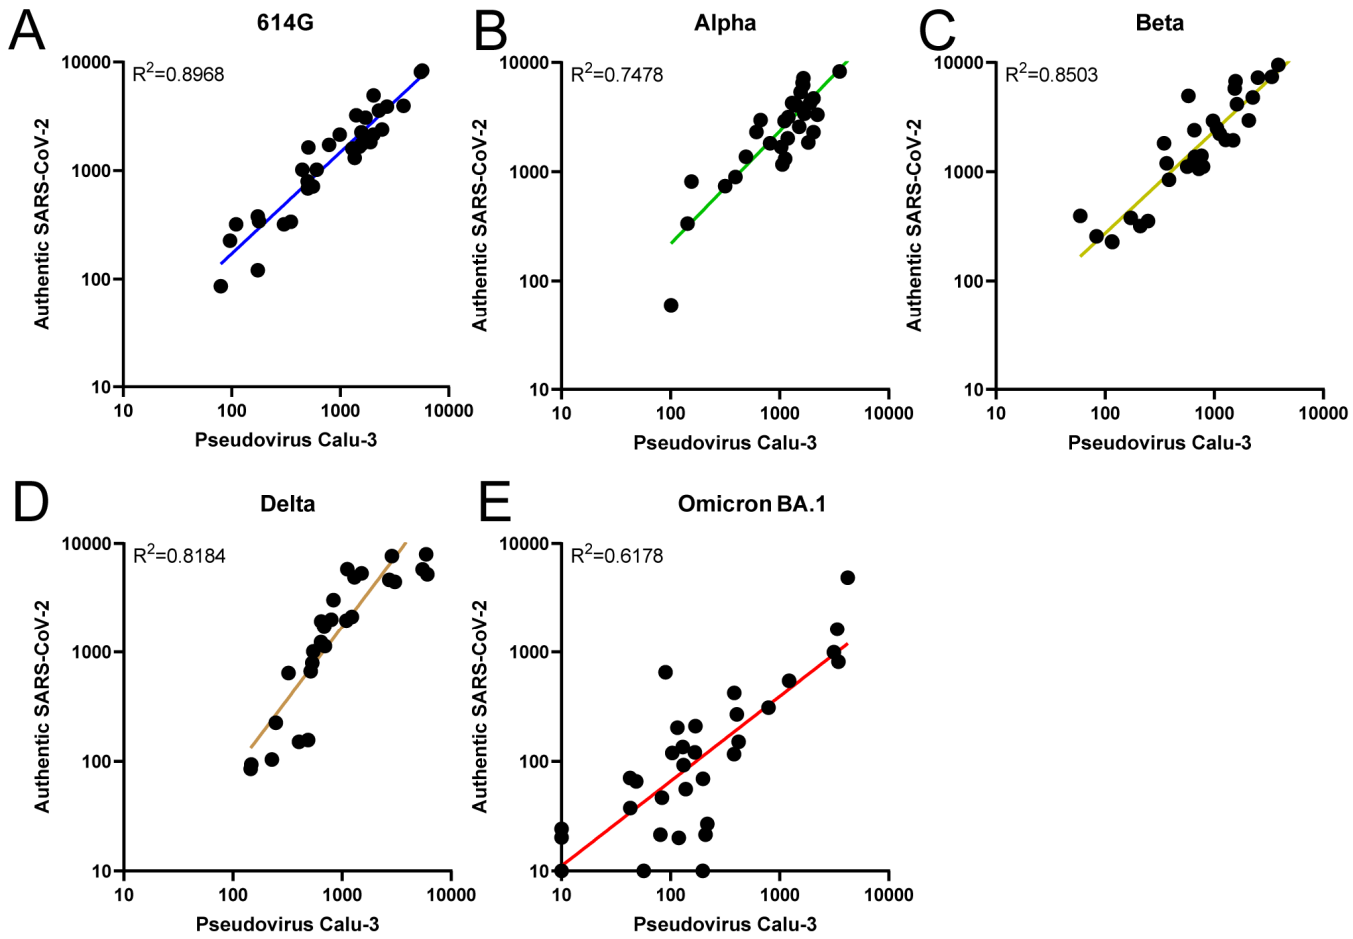 A
614G
R²=0.8968
10000
1000
100
10
10
100
1000
10000
Authentic SARS-CoV-2
Pseudovirus Calu-3
B
Alpha
R²=0.7478
10000
1000
100
10
10
100
1000
10000
Authentic SARS-CoV-2
Pseudovirus Calu-3
C
Beta
R²=0.8503
10000
1000
100
10
10
100
1000
10000
Authentic SARS-CoV-2
Pseudovirus Calu-3
D
Delta
R²=0.8184
10000
1000
100
10
10
100
1000
10000
Authentic SARS-CoV-2
Pseudovirus Calu-3
E
Omicron BA.1
R²=0.6178
10000
1000
100
10
10
100
1000
10000
Authentic SARS-CoV-2
Pseudovirus Calu-3